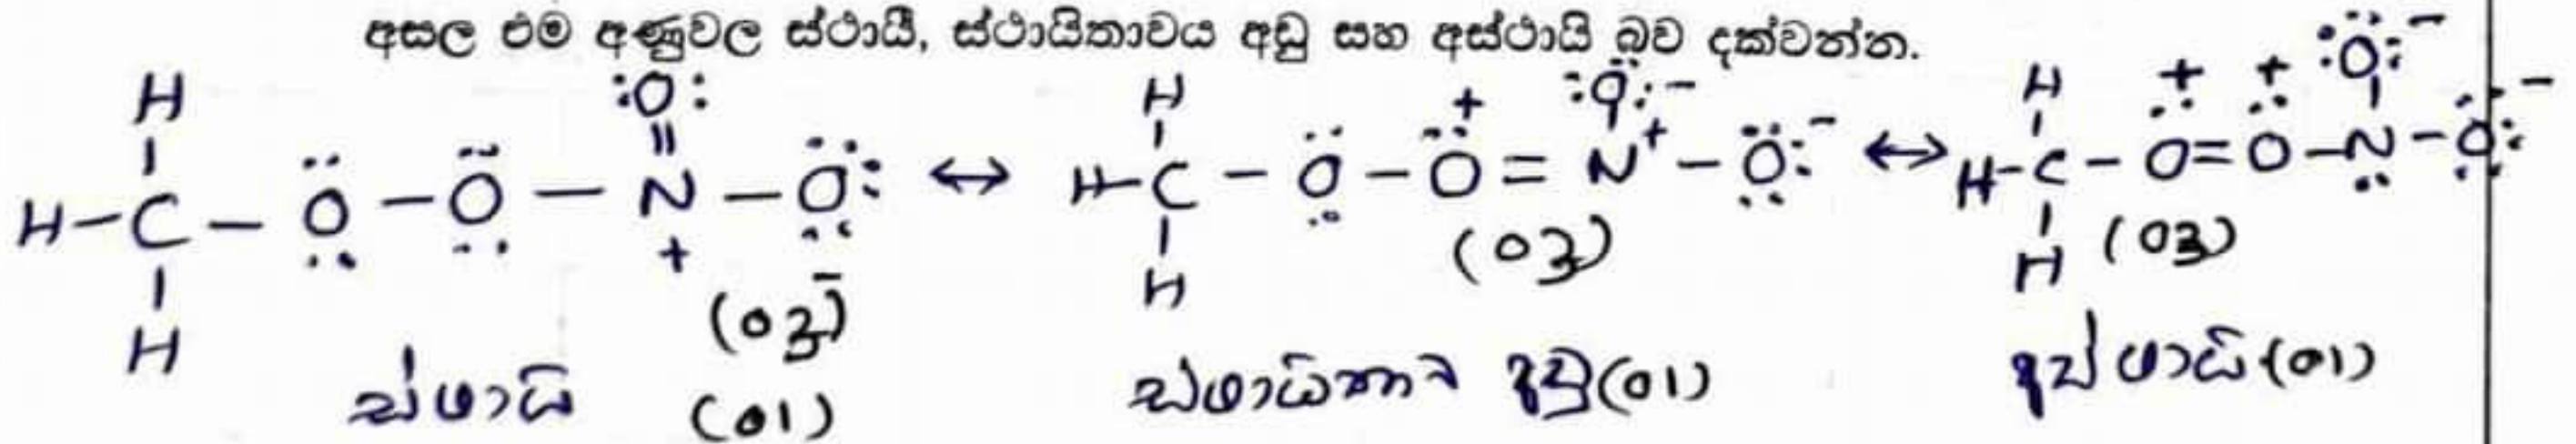 අසල එම අණුවල ස්ථායී, ස්ථායිතාවය අඩු සහ අස්ථායි බව දක්වන්න.
H :O: H + :O:- H + + :O:-
H-C-O-O-N-O: ↔ H-C-O-O=N+-O:- ↔ H-C-O=O-N-O:-
H + - H H
(03) (03) (03)
ස්ථායි (01) ස්ථායිතාව අඩු (01) අස්ථායි (01)